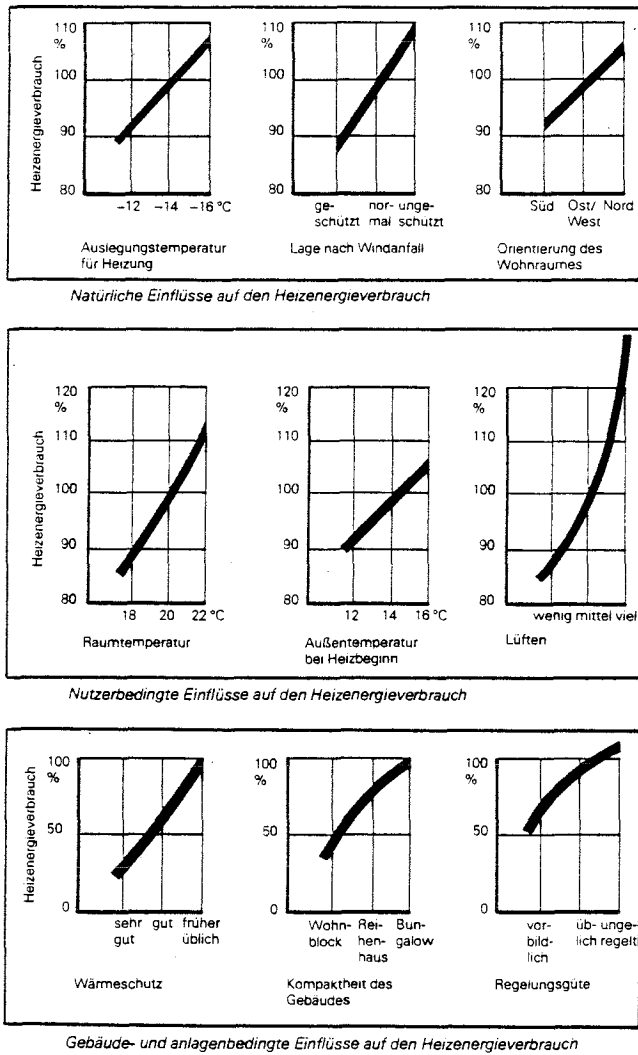 Heizenergieverbrauch
110
%
100
90
80
–12 –14 –16 °C
Auslegungstemperatur
für Heizung
110
%
100
90
80
ge- nor- unge-
schützt mal schützt
Lage nach Windanfall
110
%
100
90
80
Süd Ost/ Nord
West
Orientierung des
Wohnraumes
Natürliche Einflüsse auf den Heizenergieverbrauch
Heizenergieverbrauch
120
%
110
100
90
80
18 20 22 °C
Raumtemperatur
120
%
110
100
90
80
12 14 16 °C
Außentemperatur
bei Heizbeginn
120
%
110
100
90
80
wenig mittel viel
Lüften
Nutzerbedingte Einflüsse auf den Heizenergieverbrauch
Heizenergieverbrauch
100
%
50
0
sehr gut früher
gut üblich
Wärmeschutz
100
%
50
0
Wohn- Rei- Bun-
block hen- galow
haus
Kompaktheit des
Gebäudes
100
%
50
0
vor- üb- unge-
bild- lich regelt
lich
Regelungsgüte
Gebäude- und anlagenbedingte Einflüsse auf den Heizenergieverbrauch